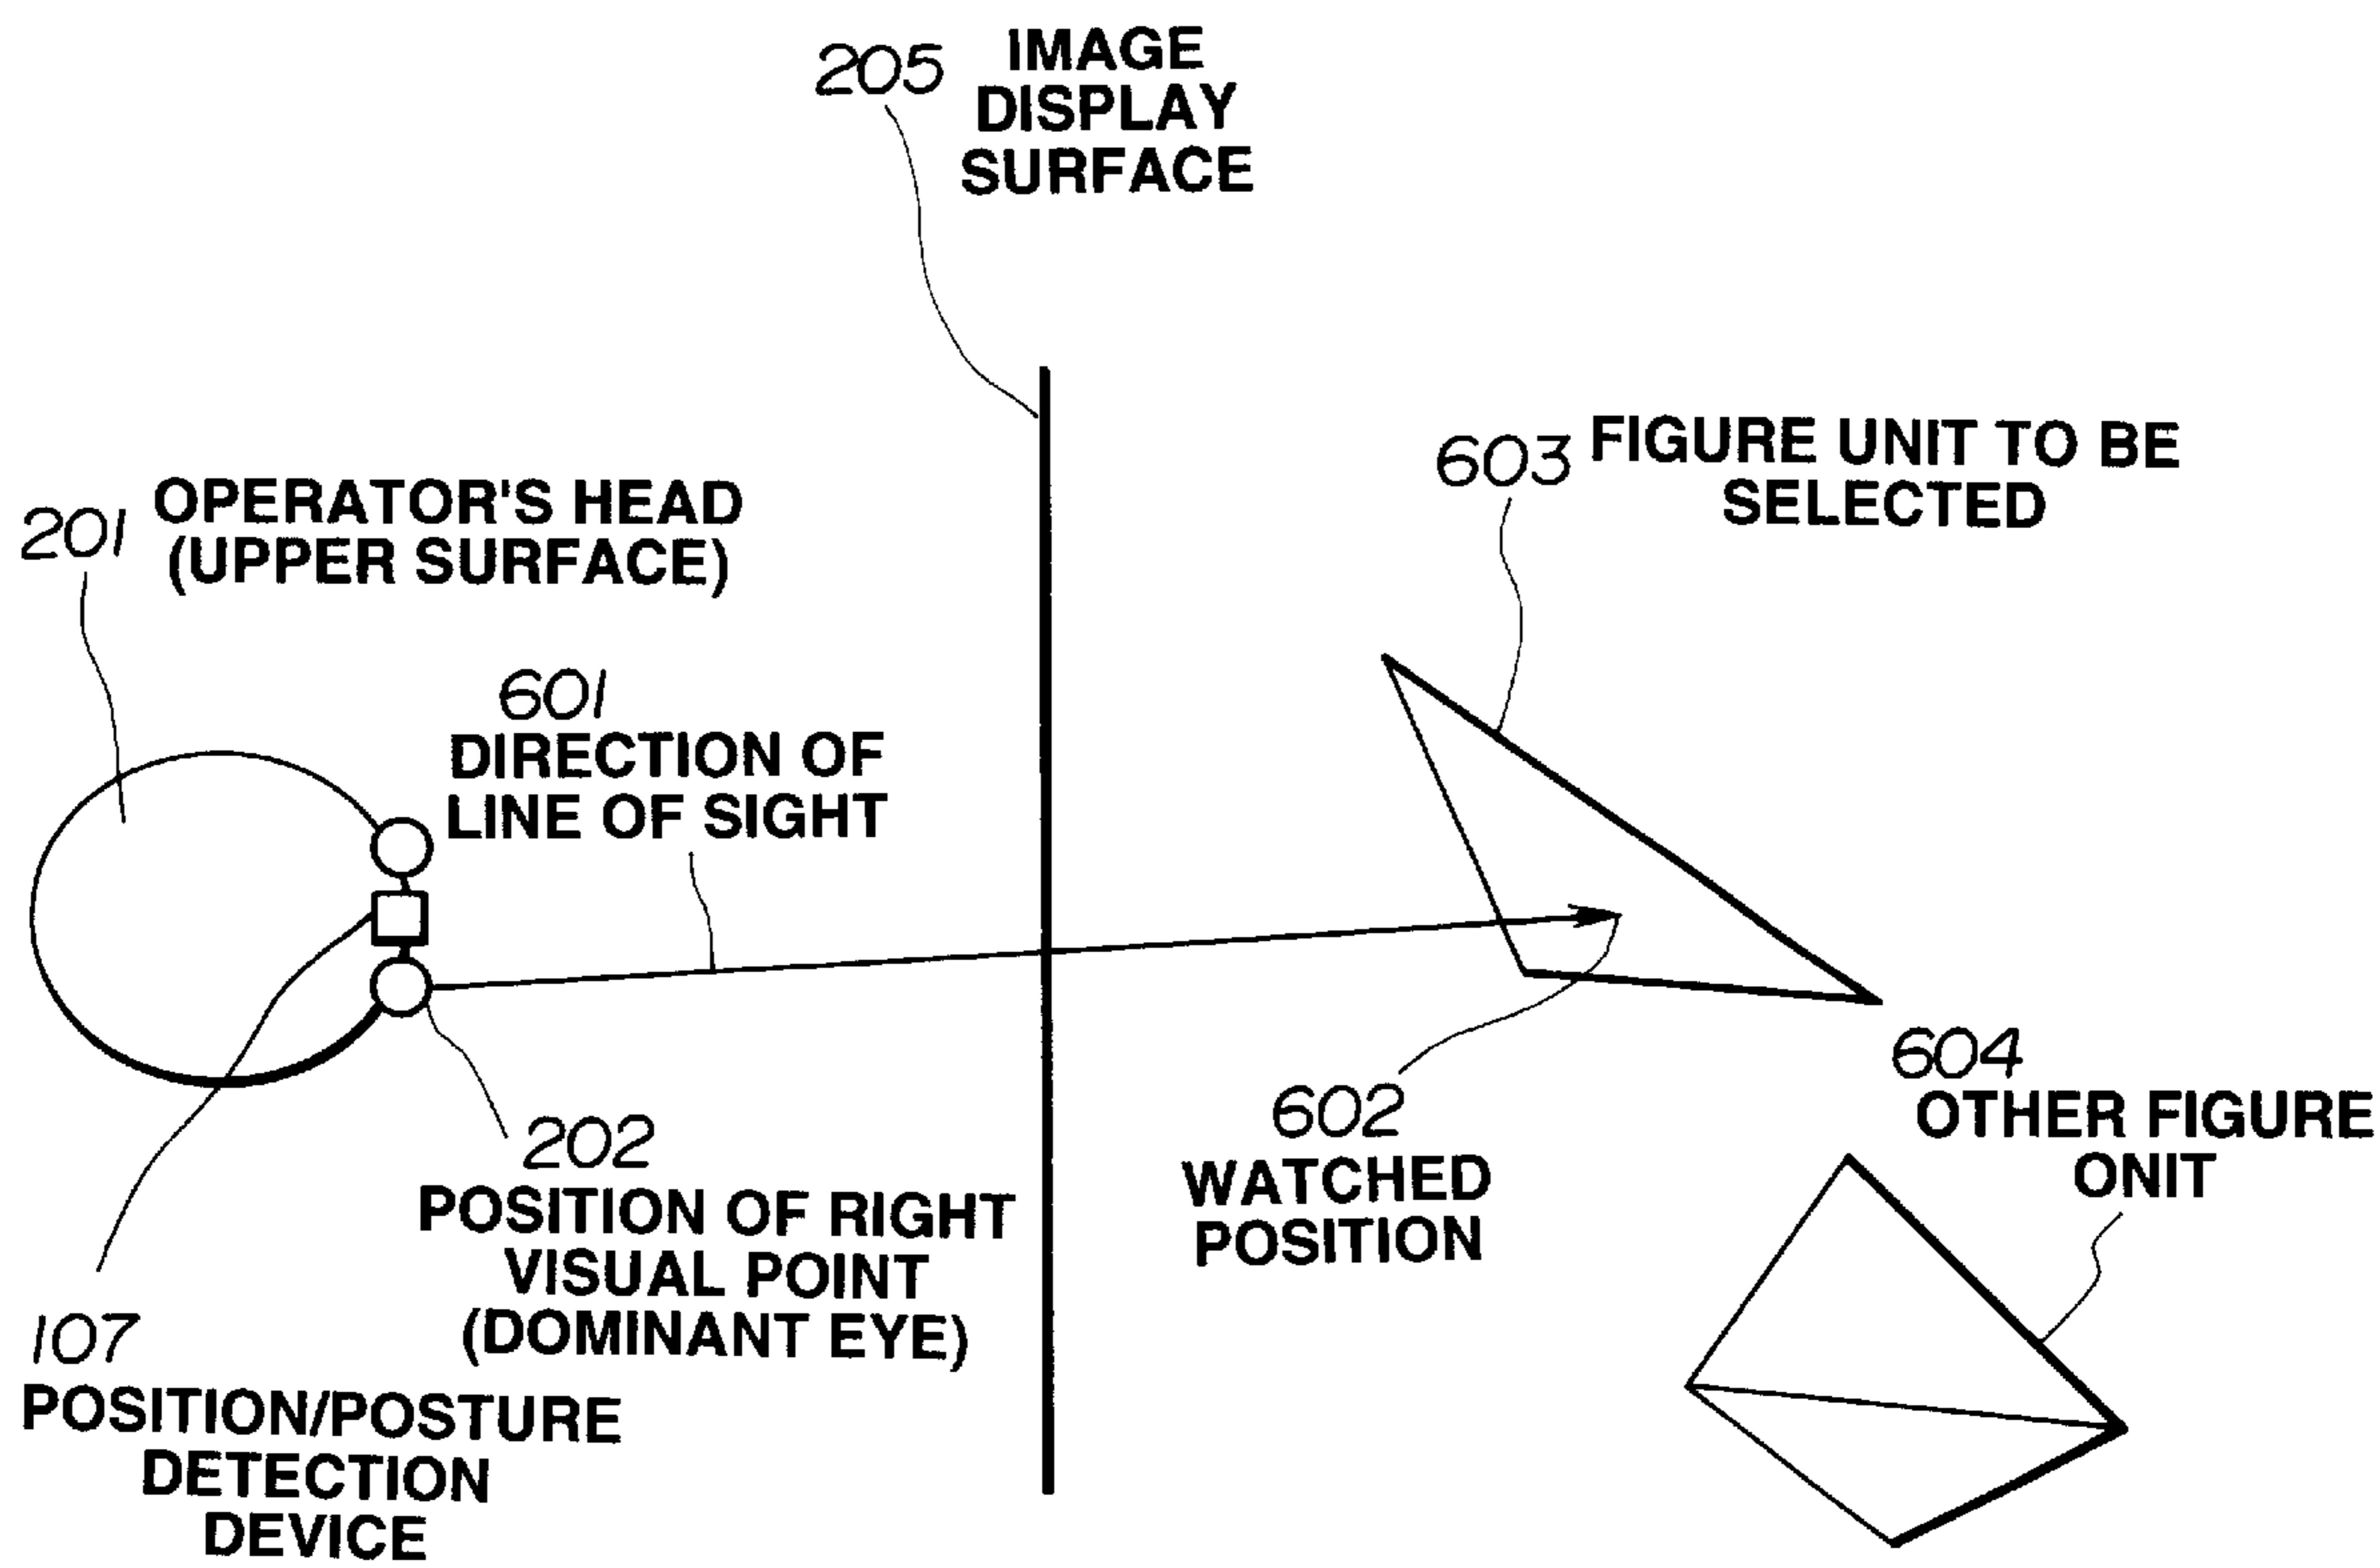 205 IMAGE
DISPLAY
SURFACE
603 FIGURE UNIT TO BE
SELECTED
201 OPERATOR'S HEAD
(UPPER SURFACE)
601
DIRECTION OF
LINE OF SIGHT
604
OTHER FIGURE
ONIT
602
WATCHED
POSITION
202
POSITION OF RIGHT
VISUAL POINT
(DOMINANT EYE)
107
POSITION/POSTURE
DETECTION
DEVICE